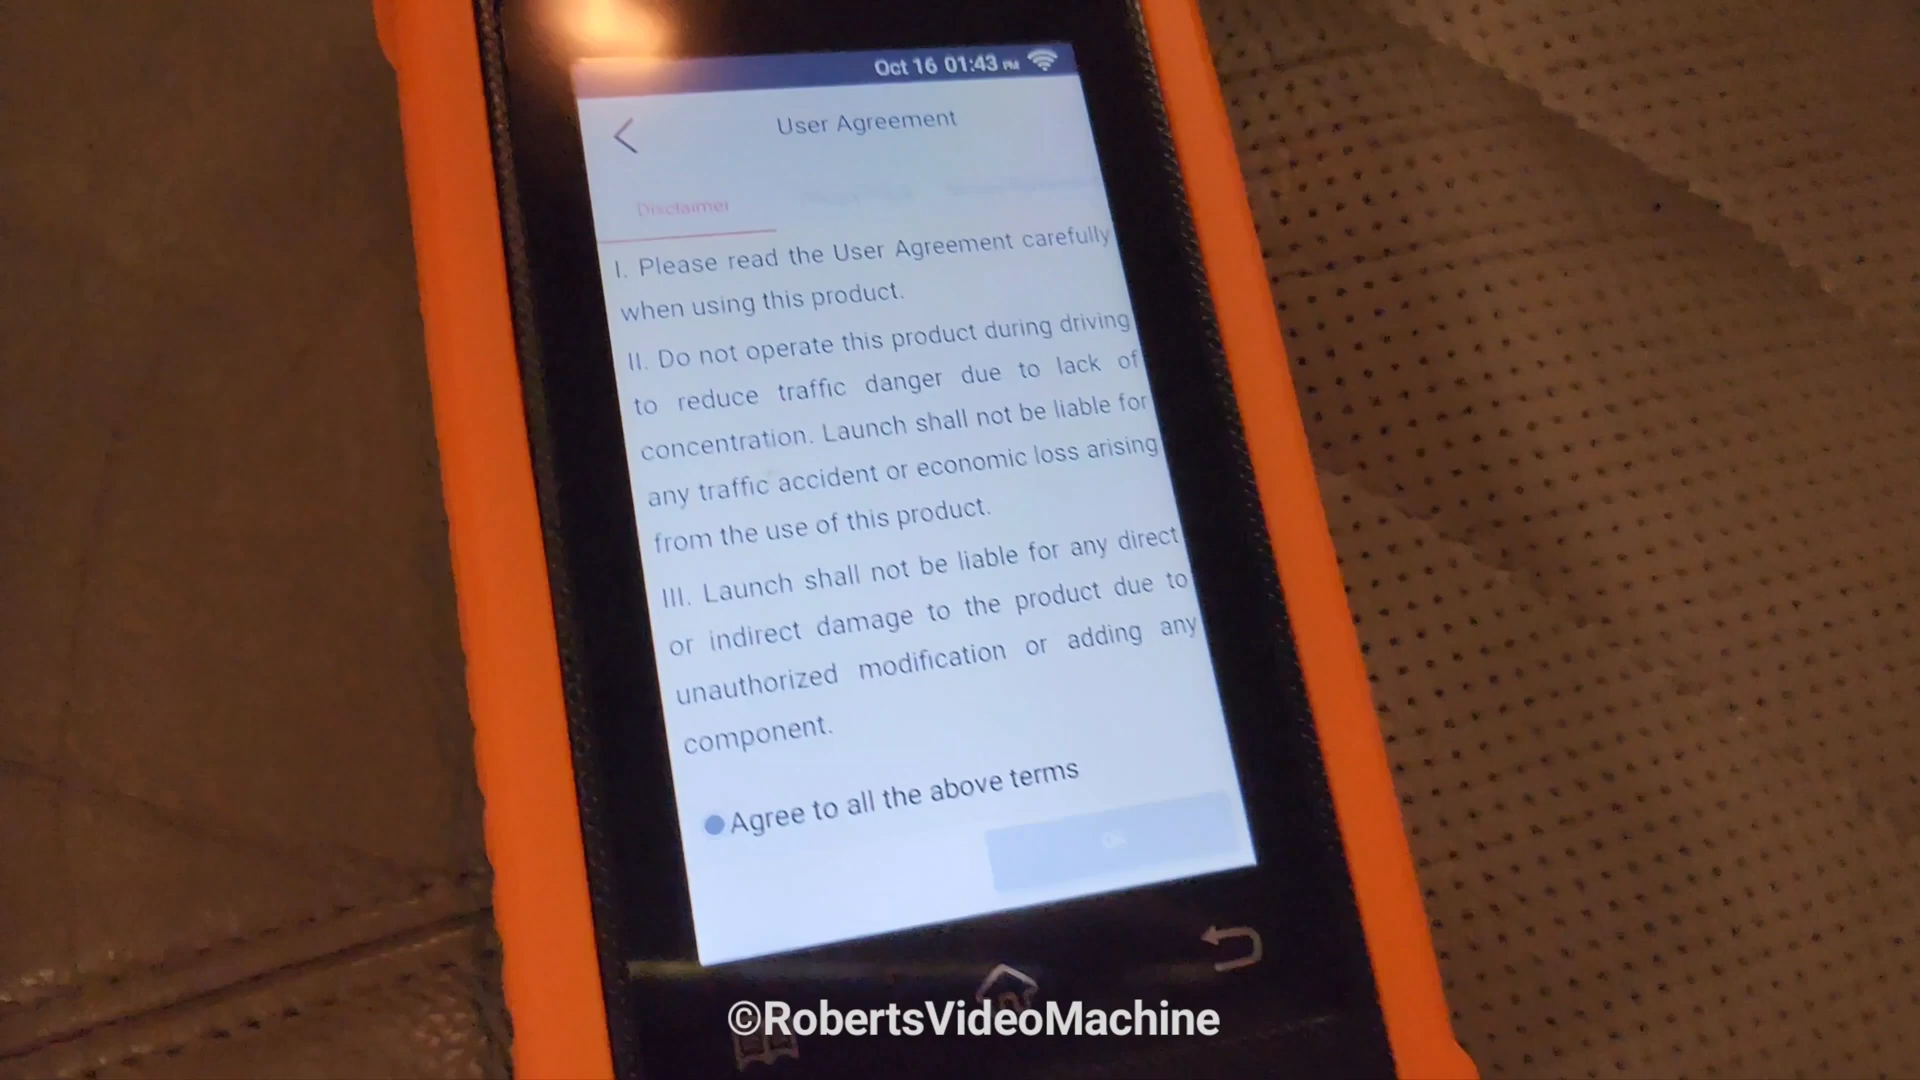 Oct 16 01:43 PM
User Agreement
Disclaimer
I. Please read the User Agreement carefully
when using this product.
II. Do not operate this product during driving
to reduce traffic danger due to lack of
concentration. Launch shall not be liable for
any traffic accident or economic loss arising
from the use of this product.
III. Launch shall not be liable for any direct
or indirect damage to the product due to
unauthorized modification or adding any
component.
Agree to all the above terms
OK
©RobertsVideoMachine